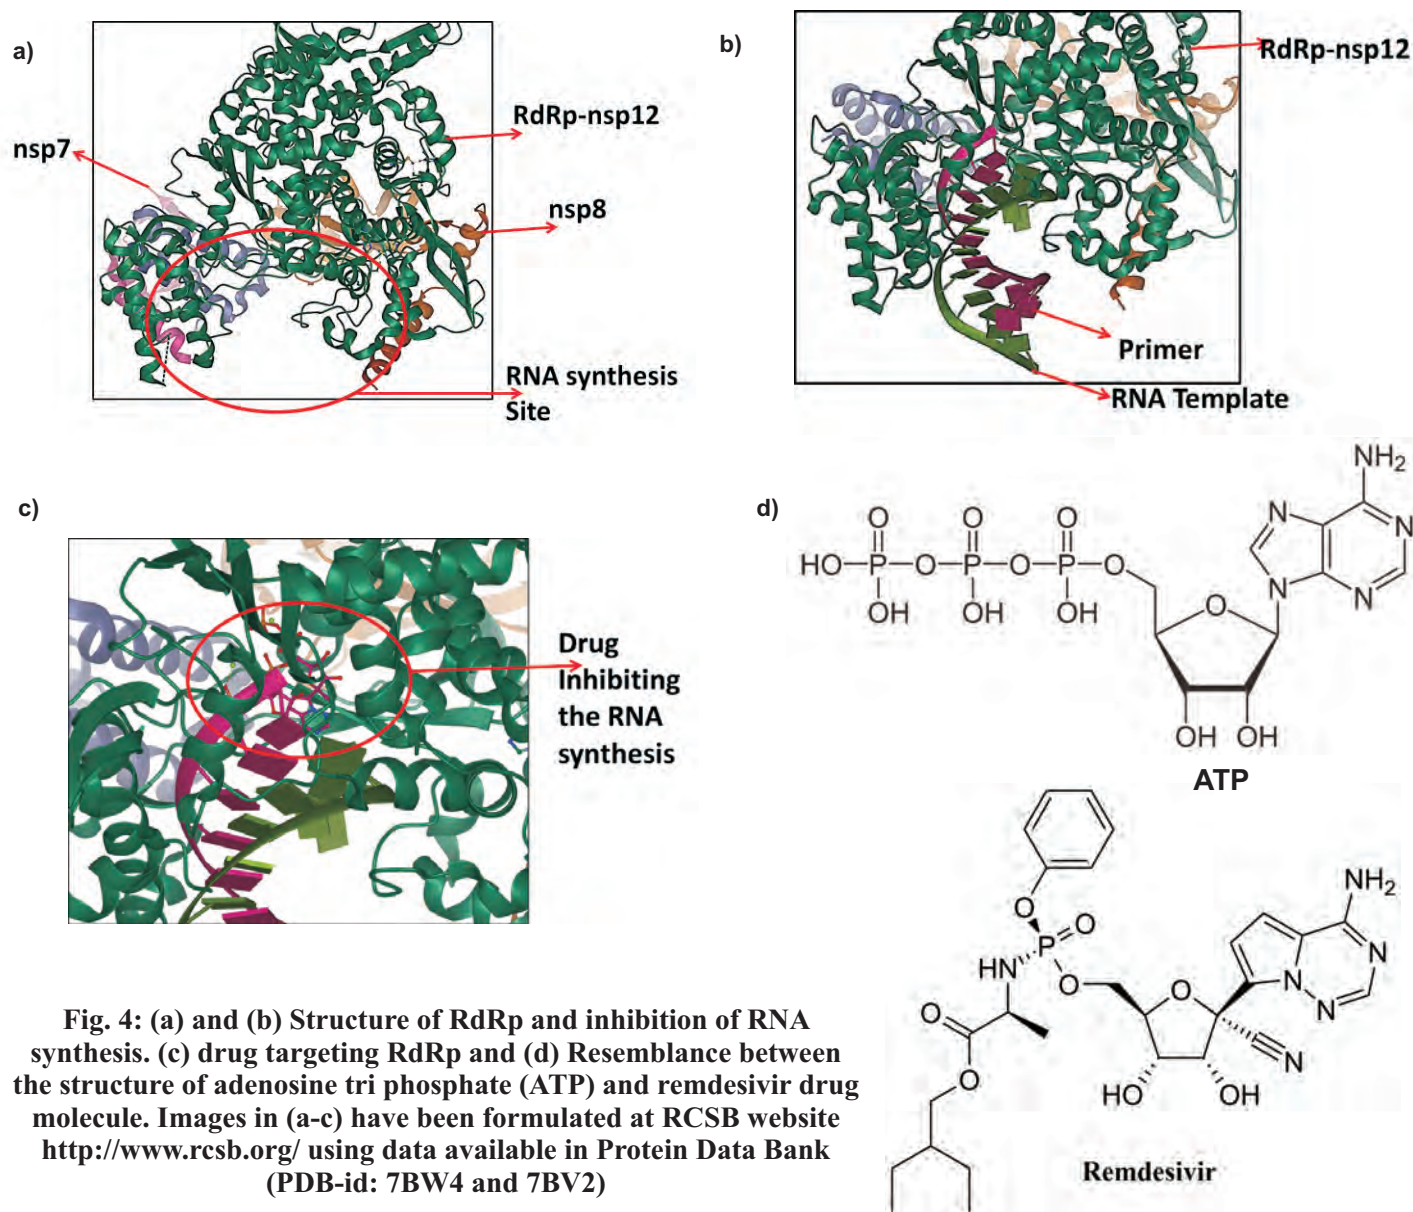 a)
nsp7
RdRp-nsp12
nsp8
RNA synthesis
Site
b)
RdRp-nsp12
Primer
RNA Template
c)
Drug
Inhibiting
the RNA
synthesis
d)
NH2
N
N
N
N
O
O
O
HO
P
O
P
O
P
O
OH
OH
OH
O
OH
OH
ATP
O
P
O
HN
O
O
O
O
NH2
N
N
N
N
HO
OH
Remdesivir
Fig. 4: (a) and (b) Structure of RdRp and inhibition of RNA
synthesis. (c) drug targeting RdRp and (d) Resemblance between
the structure of adenosine tri phosphate (ATP) and remdesivir drug
molecule. Images in (a-c) have been formulated at RCSB website
http://www.rcsb.org/ using data available in Protein Data Bank
(PDB-id: 7BW4 and 7BV2)